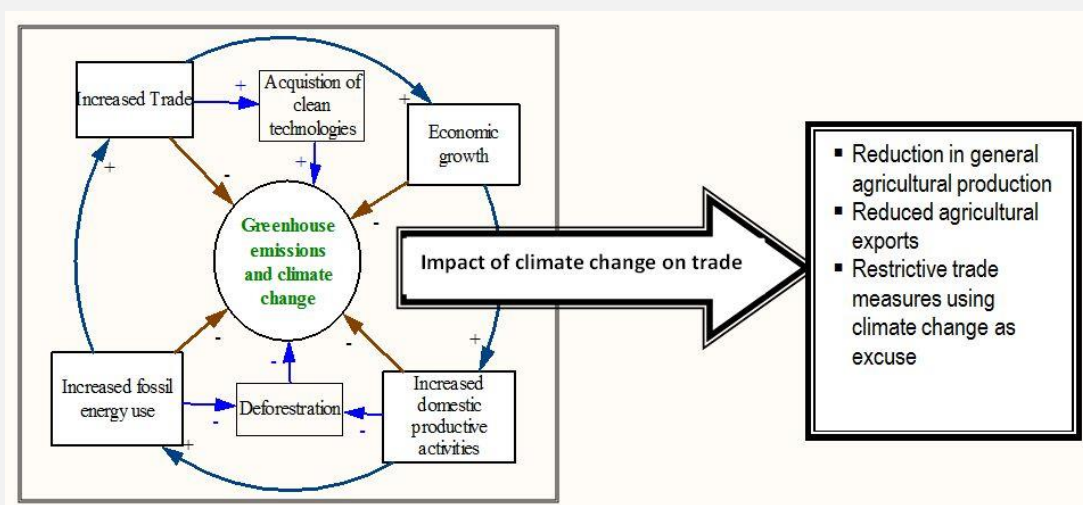 Increased Trade
+
Acquistion of
clean
technologies
+
Economic
growth
+
+
-
+
-
Greenhouse
emissions
and climate
change
Impact of climate change on trade
▪ Reduction in general
agricultural production
▪ Reduced agricultural
exports
▪ Restrictive trade
measures using
climate change as
excuse
-
-
+
Increased fossil
energy use
-
Deforestration
-
-
Increased
domestic
productive
activities
+